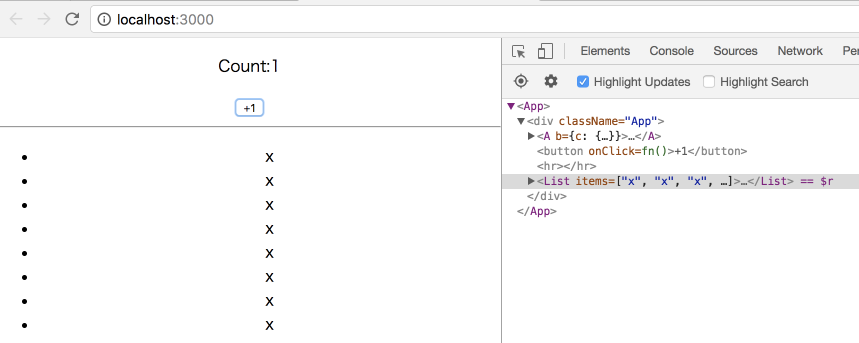 localhost:3000
Count:1
+1
x
x
x
x
x
x
x
x
Elements Console Sources Network Pe
Highlight Updates Highlight Search
<App>
<div className="App">
<A b={c: {…}}>…</A>
<button onClick=fn()>+1</button>
<hr></hr>
<List items=["x", "x", "x", …]>…</List> == $r
</div>
</App>